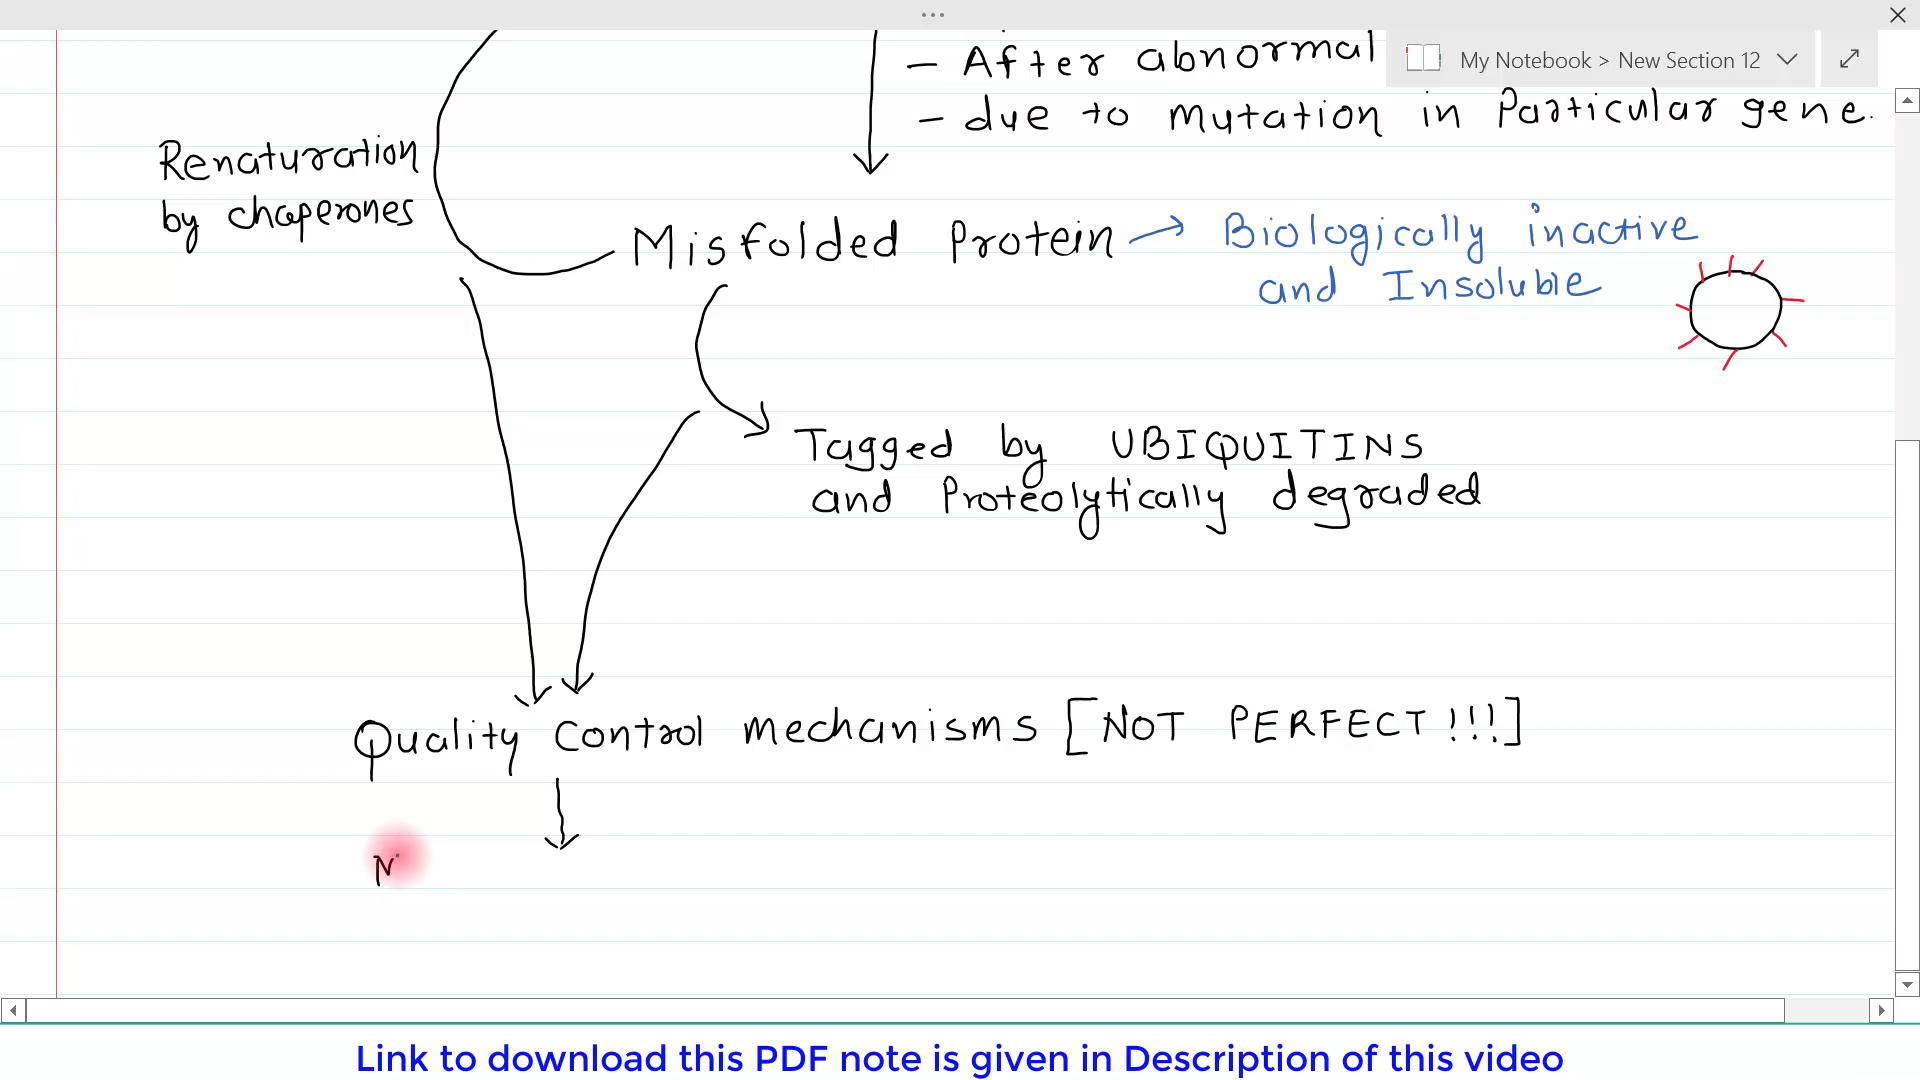 - After abnormal
My Notebook > New Section 12
- due to mutation in Particular gene.
Renaturation
by chaperones
Misfolded Protein → Biologically inactive
and Insoluble
Tagged by UBIQUITINS
and Proteolytically degraded
Quality Control mechanisms [NOT PERFECT!!!]
N
Link to download this PDF note is given in Description of this video